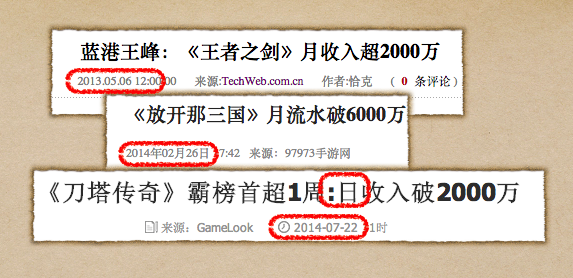 蓝港王峰：《王者之剑》月收入超2000万
2013.05.06 12:00:00 来源:TechWeb.com.cn 作者:恰克 ( 0 条评论 )
《放开那三国》月流水破6000万
2014年02月26日 :42 来源：97973手游网
《刀塔传奇》霸榜首超1周:日收入破2000万
来源：GameLook 2014-07-22 1时